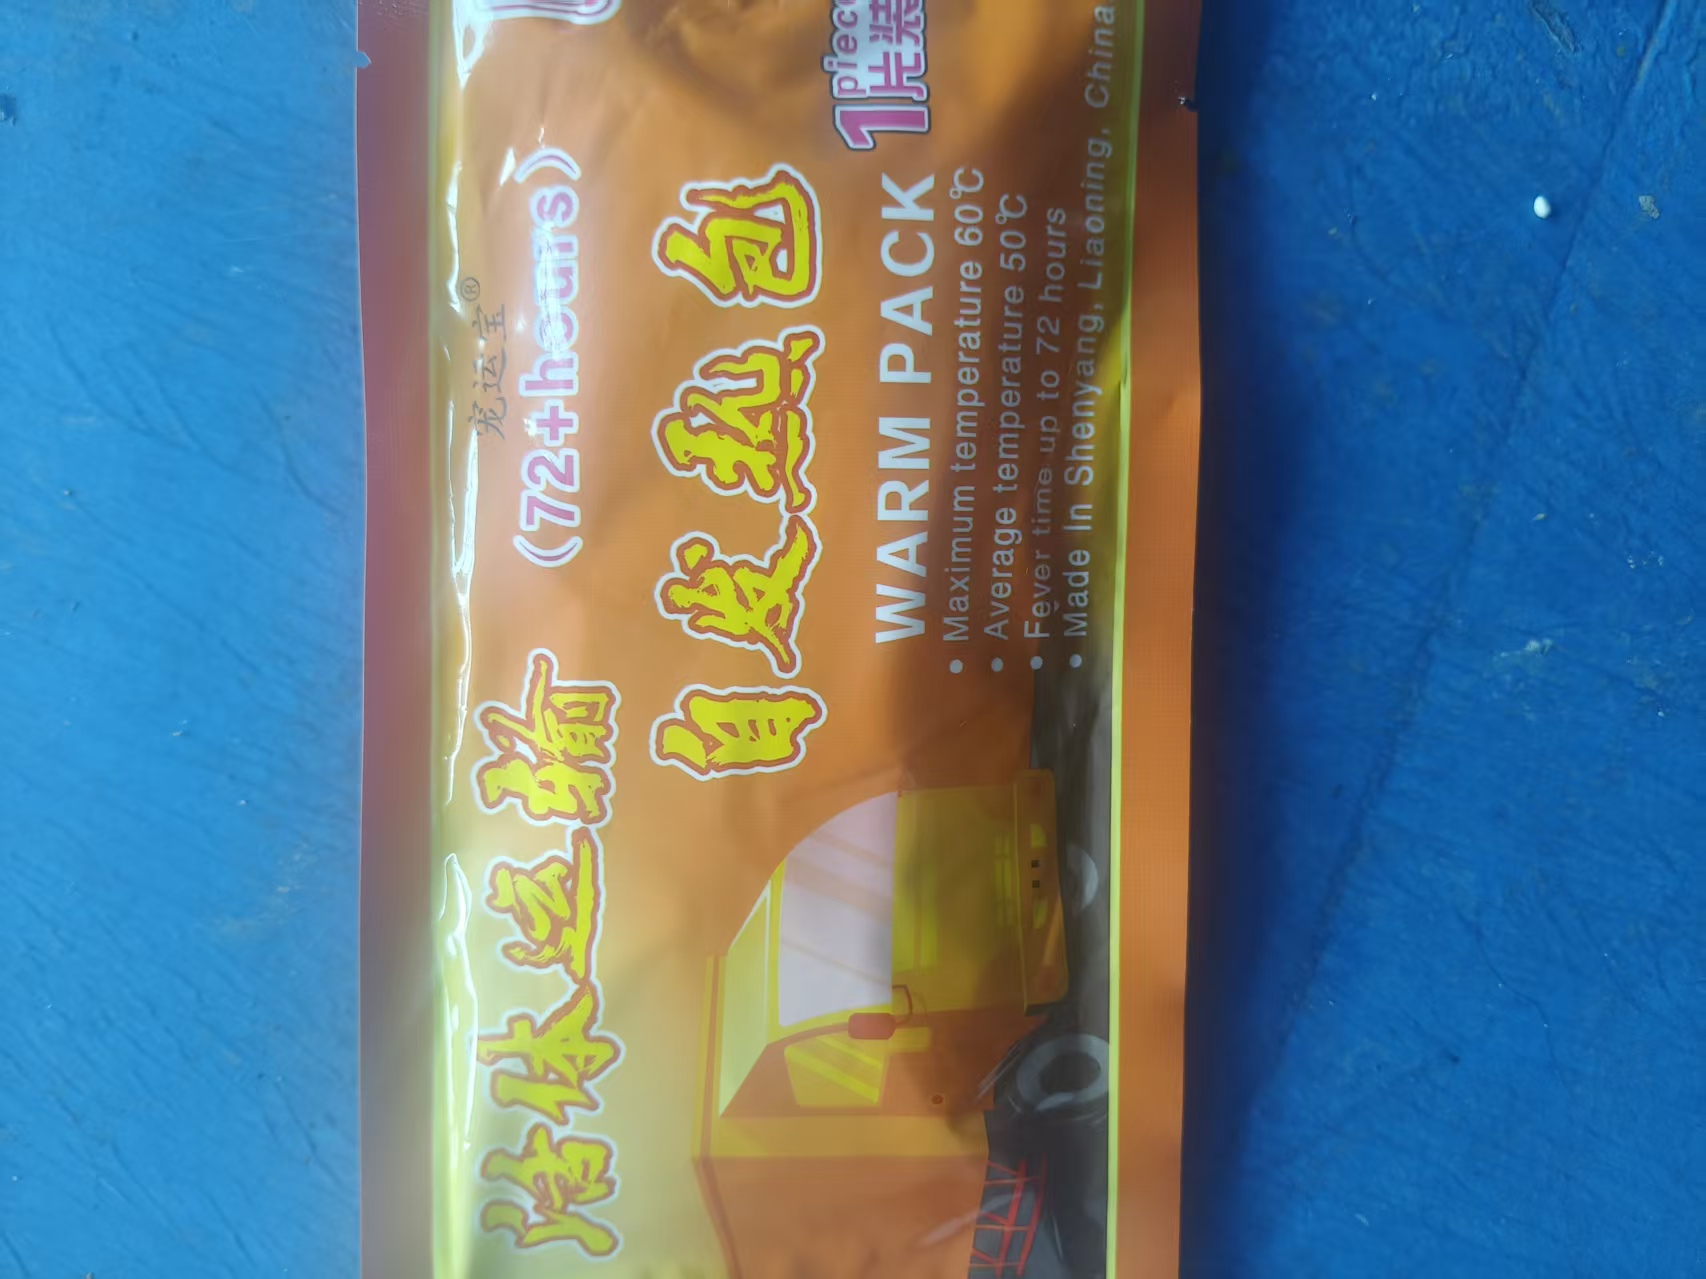 宠运宝®
活体运输 (72+hours)
自发热包
1片装
piece
WARM PACK
• Maximum temperature 60℃
• Average temperature 50℃
• Fever time up to 72 hours
• Made In Shenyang, Liaoning, China